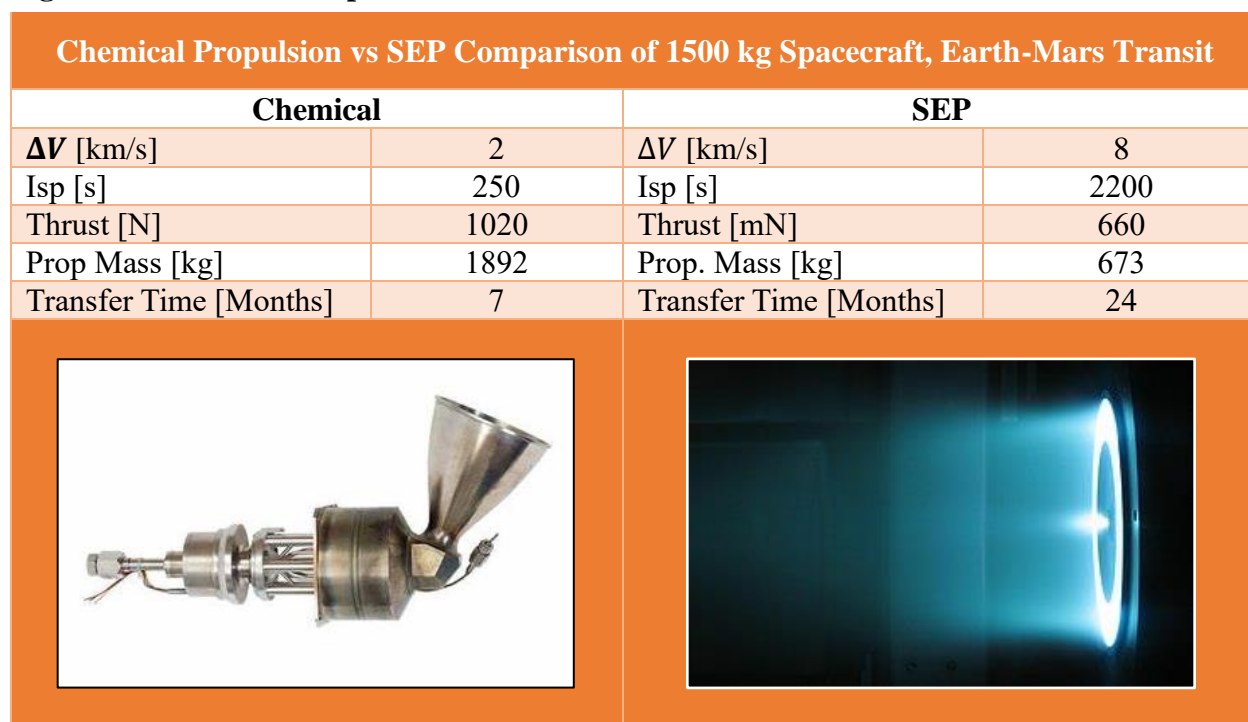 Chemical Propulsion vs SEP Comparison of 1500 kg Spacecraft, Earth-Mars Transit
Chemical SEP
ΔV [km/s] 2 ΔV [km/s] 8
Isp [s] 250 Isp [s] 2200
Thrust [N] 1020 Thrust [mN] 660
Prop Mass [kg] 1892 Prop. Mass [kg] 673
Transfer Time [Months] 7 Transfer Time [Months] 24